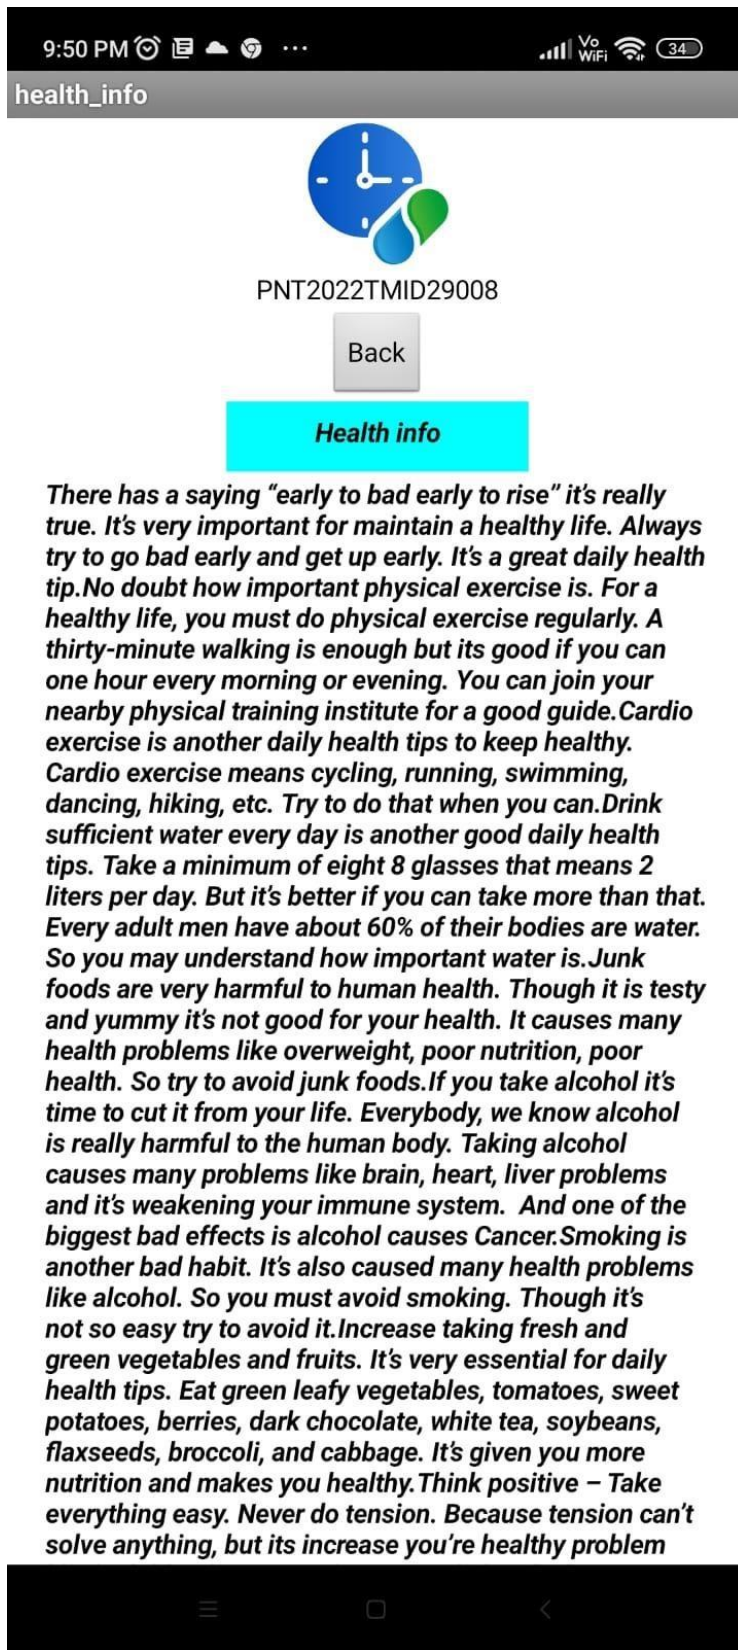 9:50 PM
Vo
WiFi
34
health_info
PNT2022TMID29008
Back
Health info
There has a saying “early to bad early to rise” it’s really
true. It’s very important for maintain a healthy life. Always
try to go bad early and get up early. It’s a great daily health
tip.No doubt how important physical exercise is. For a
healthy life, you must do physical exercise regularly. A
thirty-minute walking is enough but its good if you can
one hour every morning or evening. You can join your
nearby physical training institute for a good guide.Cardio
exercise is another daily health tips to keep healthy.
Cardio exercise means cycling, running, swimming,
dancing, hiking, etc. Try to do that when you can.Drink
sufficient water every day is another good daily health
tips. Take a minimum of eight 8 glasses that means 2
liters per day. But it’s better if you can take more than that.
Every adult men have about 60% of their bodies are water.
So you may understand how important water is.Junk
foods are very harmful to human health. Though it is testy
and yummy it’s not good for your health. It causes many
health problems like overweight, poor nutrition, poor
health. So try to avoid junk foods.If you take alcohol it’s
time to cut it from your life. Everybody, we know alcohol
is really harmful to the human body. Taking alcohol
causes many problems like brain, heart, liver problems
and it’s weakening your immune system.  And one of the
biggest bad effects is alcohol causes Cancer.Smoking is
another bad habit. It’s also caused many health problems
like alcohol. So you must avoid smoking. Though it’s
not so easy try to avoid it.Increase taking fresh and
green vegetables and fruits. It’s very essential for daily
health tips. Eat green leafy vegetables, tomatoes, sweet
potatoes, berries, dark chocolate, white tea, soybeans,
flaxseeds, broccoli, and cabbage. It’s given you more
nutrition and makes you healthy.Think positive – Take
everything easy. Never do tension. Because tension can’t
solve anything, but its increase you’re healthy problem